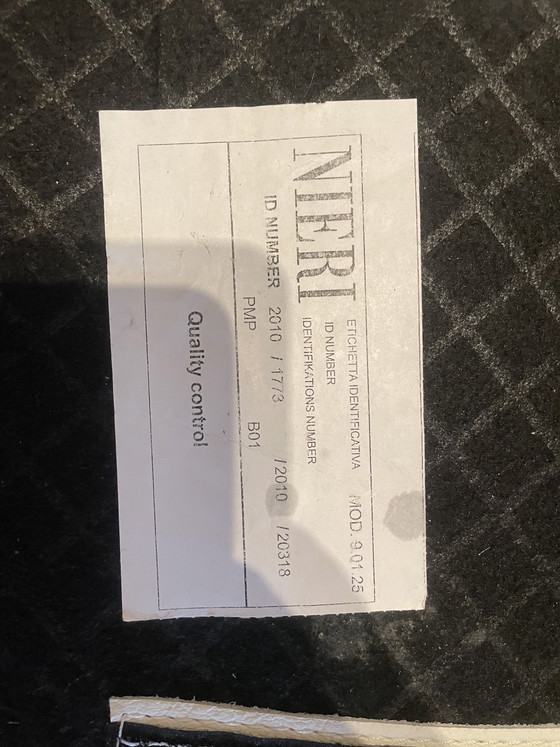 NIERI
ETICHETTA IDENTIFICATIVA MOD. 9.01.25
ID NUMBER
IDENTIFIKATIONS NUMBER
ID NUMBER 2010 / 1773 / 2010 / 20318
PMP B01
Quality control